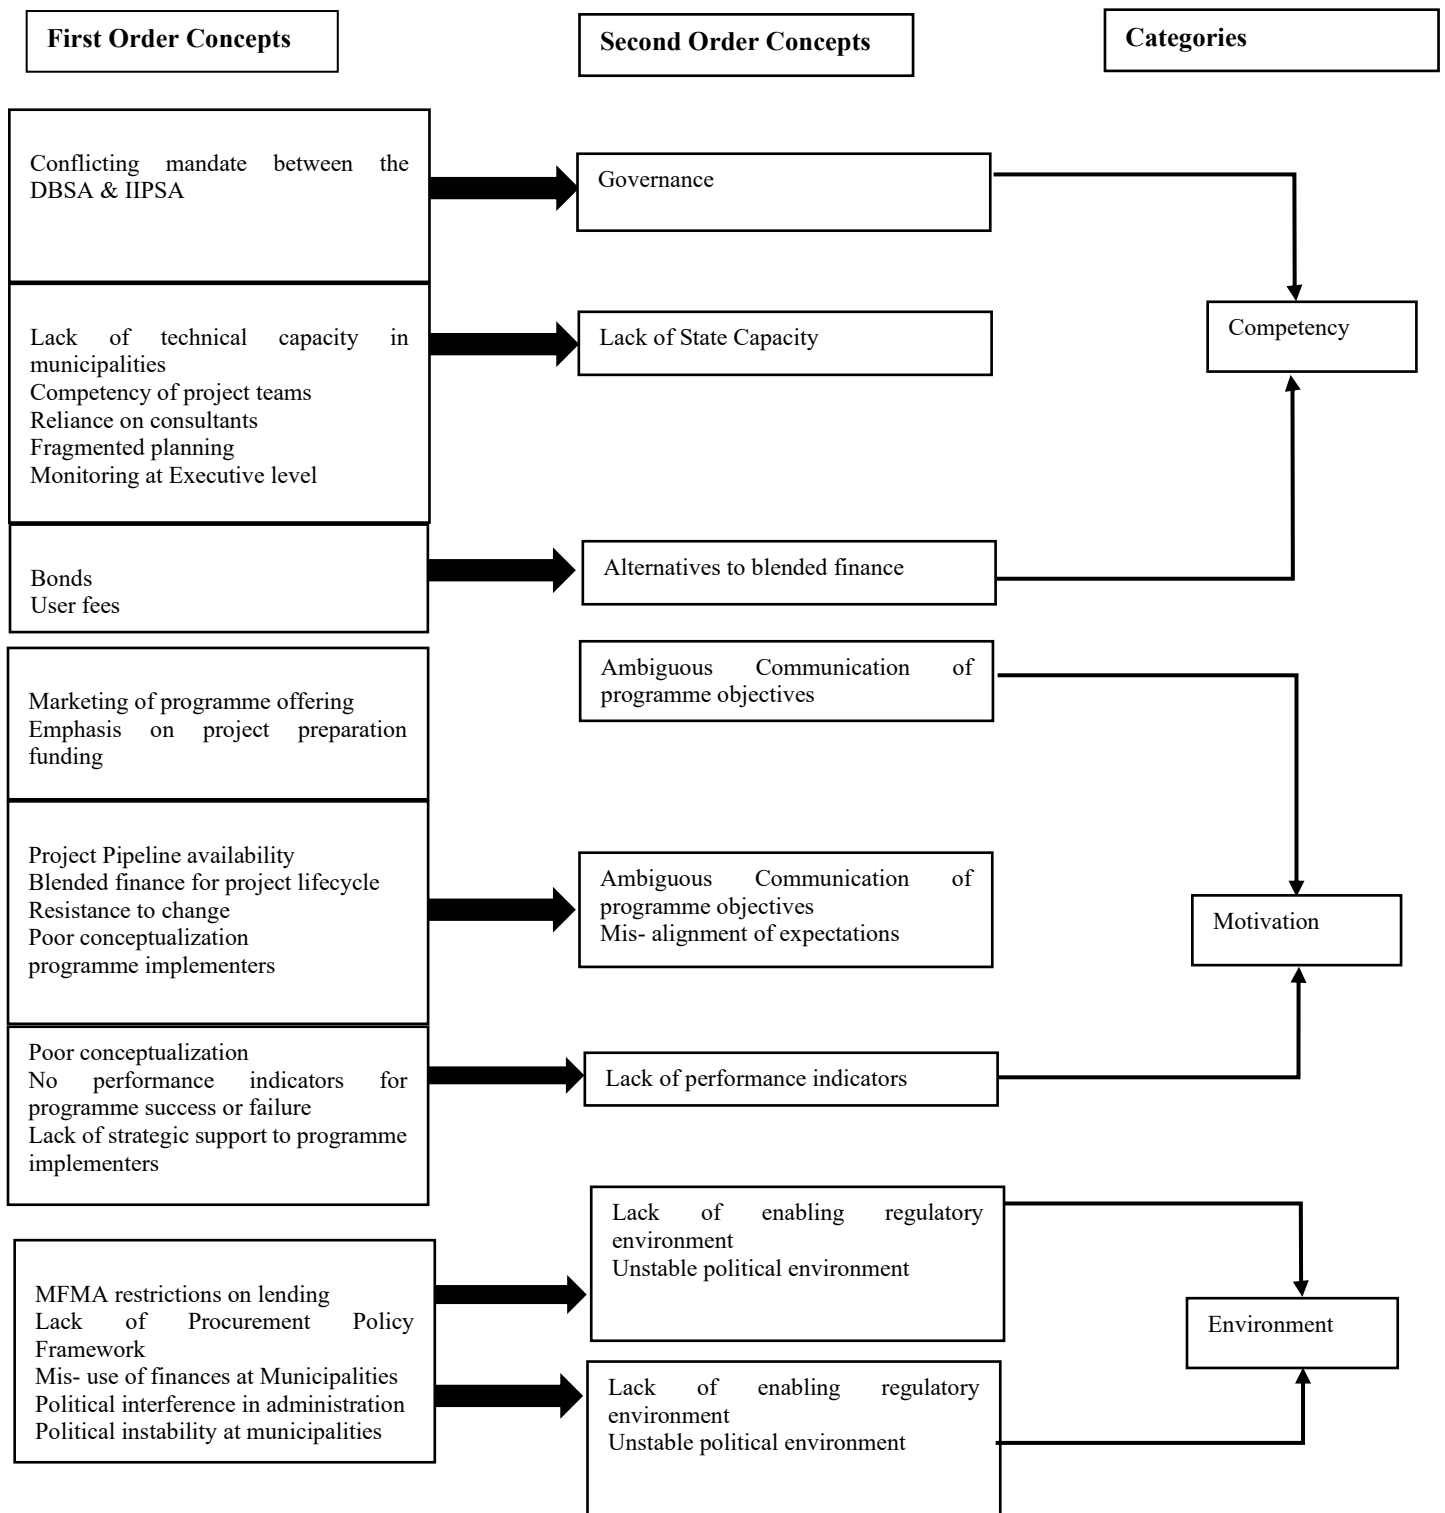 First Order Concepts
Second Order Concepts
Categories
Conflicting mandate between the
DBSA & IIPSA
Governance
Lack of technical capacity in
municipalities
Competency of project teams
Reliance on consultants
Fragmented planning
Monitoring at Executive level
Lack of State Capacity
Competency
Bonds
User fees
Alternatives to blended finance
Marketing of programme offering
Emphasis on project preparation
funding
Ambiguous Communication of
programme objectives
Project Pipeline availability
Blended finance for project lifecycle
Resistance to change
Poor conceptualization
programme implementers
Ambiguous Communication of
programme objectives
Mis- alignment of expectations
Motivation
Poor conceptualization
No performance indicators for
programme success or failure
Lack of strategic support to programme
implementers
Lack of performance indicators
MFMA restrictions on lending
Lack of Procurement Policy
Framework
Mis- use of finances at Municipalities
Political interference in administration
Political instability at municipalities
Lack of enabling regulatory
environment
Unstable political environment
Environment
Lack of enabling regulatory
environment
Unstable political environment